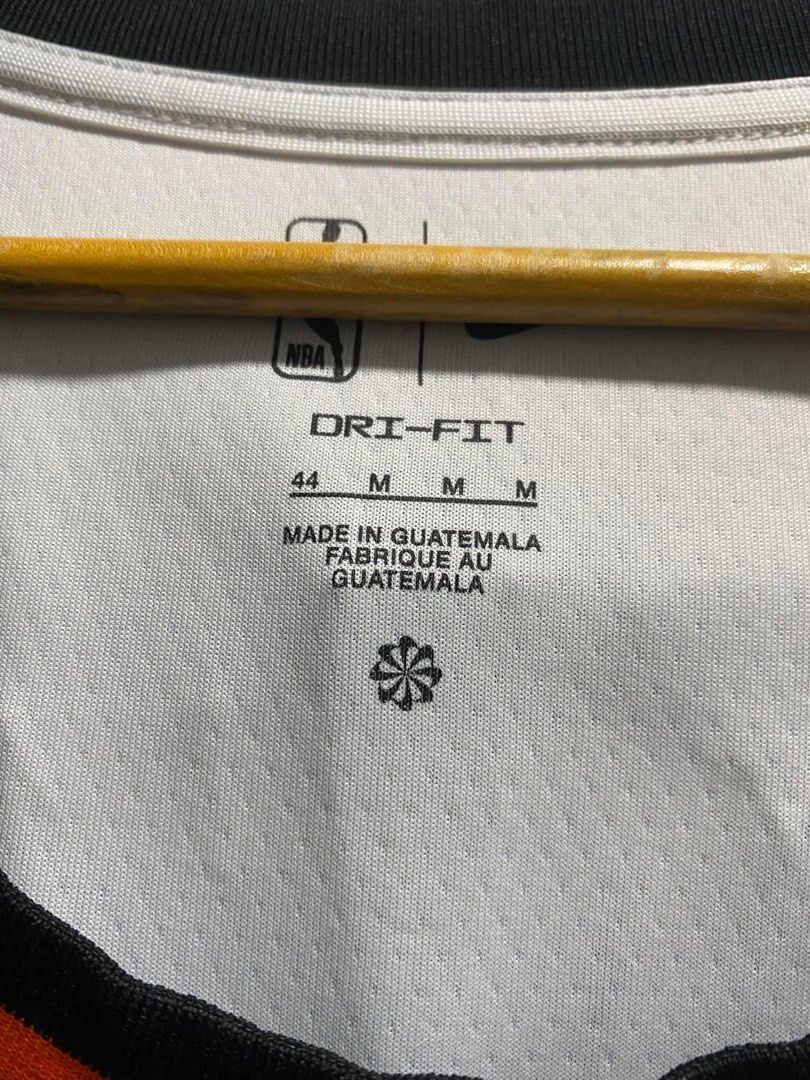 NBA
DRI-FIT
44 M M M
MADE IN GUATEMALA
FABRIQUE AU
GUATEMALA